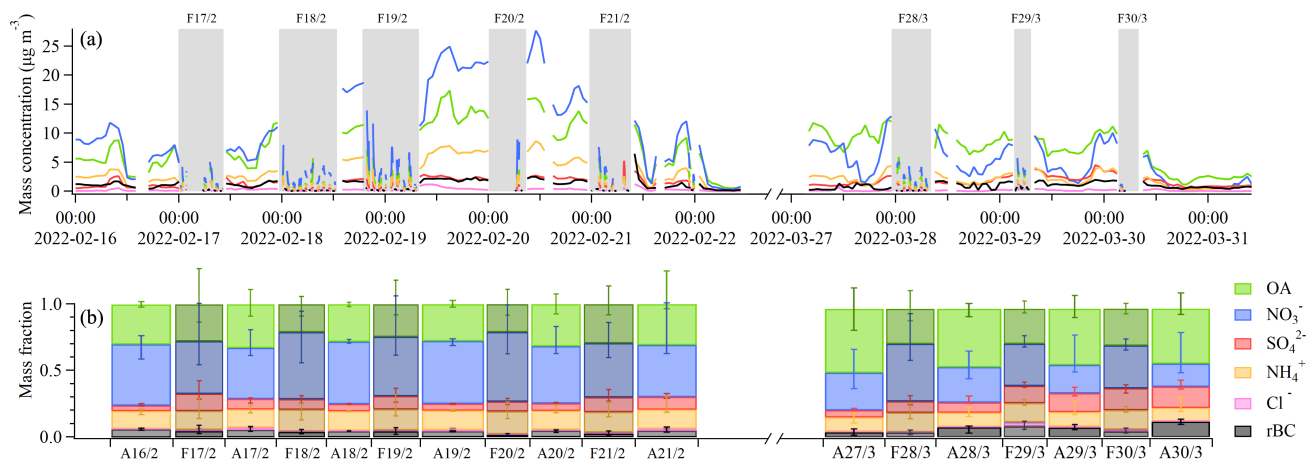 F17/2 F18/2 F19/2 F20/2 F21/2 F28/3 F29/3 F30/3
(a)
Mass concentration (µg m⁻³)
25
20
15
10
5
0
00:00 00:00 00:00 00:00 00:00 00:00 00:00 00:00 00:00 00:00 00:00 00:00
2022-02-16 2022-02-17 2022-02-18 2022-02-19 2022-02-20 2022-02-21 2022-02-22 2022-03-27 2022-03-28 2022-03-29 2022-03-30 2022-03-31
(b)
Mass fraction
1.0
0.5
0.0
A16/2 F17/2 A17/2 F18/2 A18/2 F19/2 A19/2 F20/2 A20/2 F21/2 A21/2 A27/3 F28/3 A28/3 F29/3 A29/3 F30/3 A30/3
OA
NO₃⁻
SO₄²⁻
NH₄⁺
Cl⁻
rBC